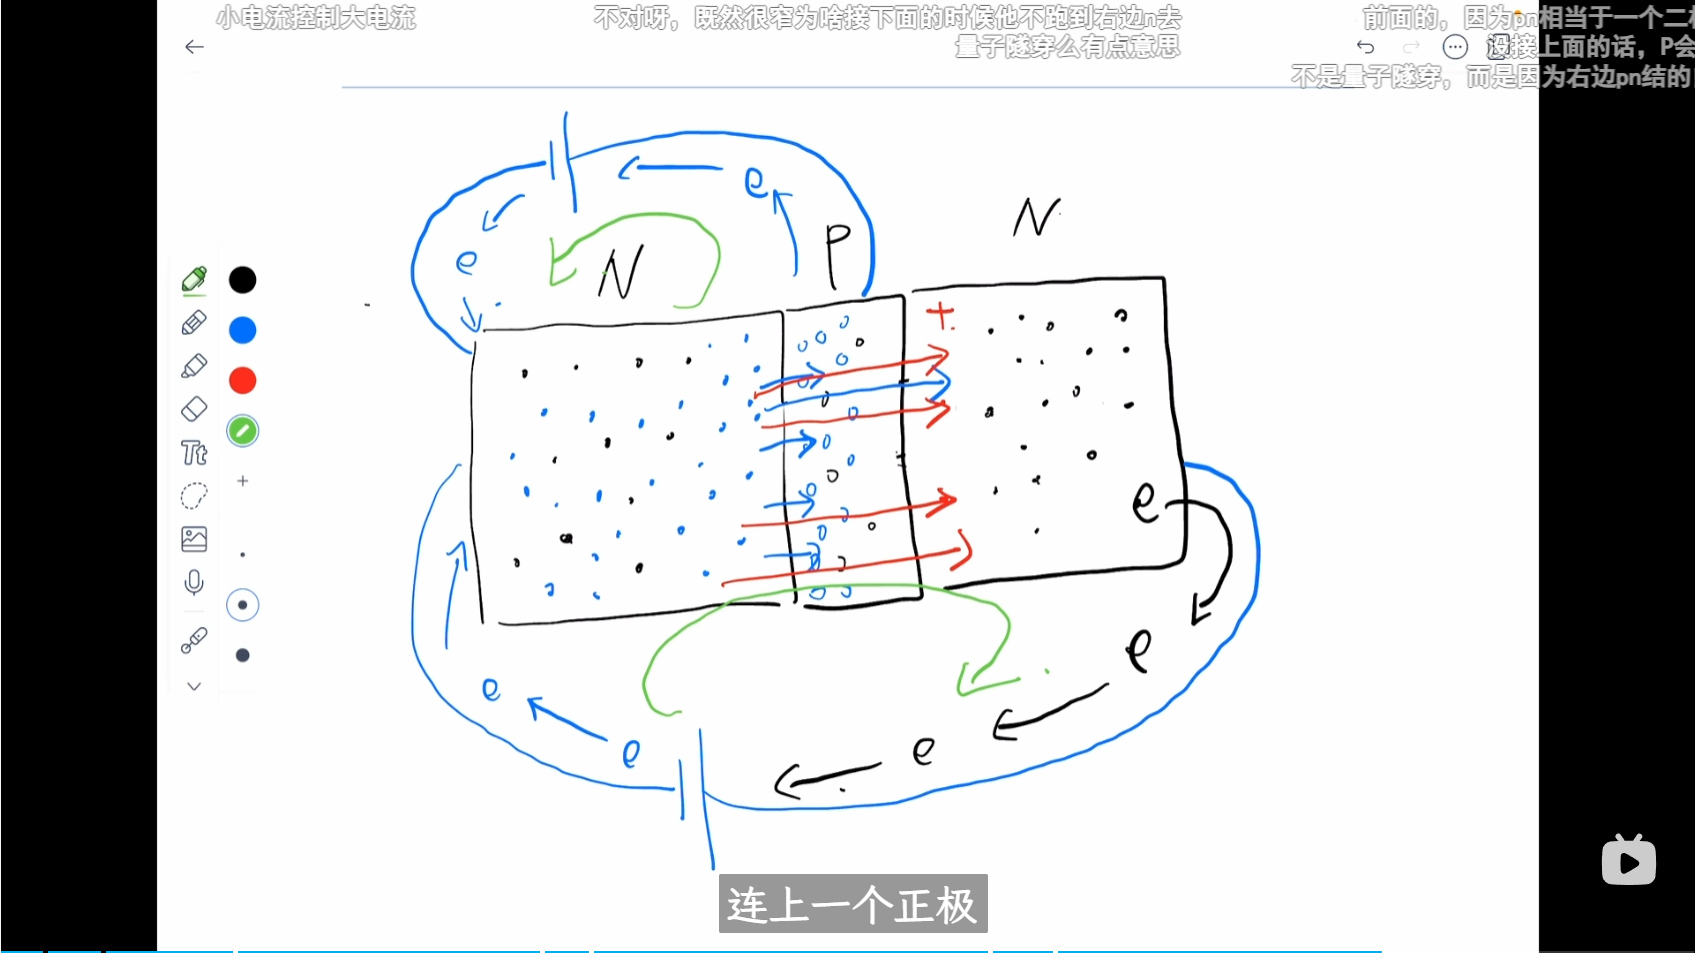 小电流控制大电流
不对呀，既然很窄为啥接下面的时候他不跑到右边n去
前面的，因为pn相当于一个二
量子隧穿么有点意思
没接上面的话，P会
不是量子隧穿，而是因为右边pn结的
e
P
N
e
N
+
Tt
e
e
e
e
e
连上一个正极